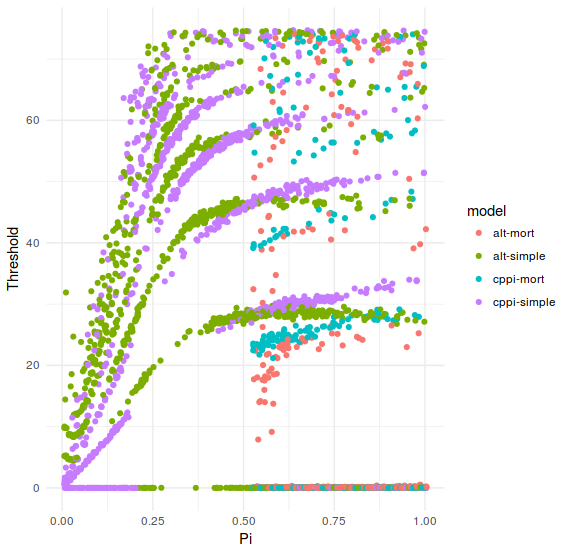 60
40
20
0
0.00 0.25 0.50 0.75 1.00
Pi
Threshold
model
alt-mort
alt-simple
cppi-mort
cppi-simple